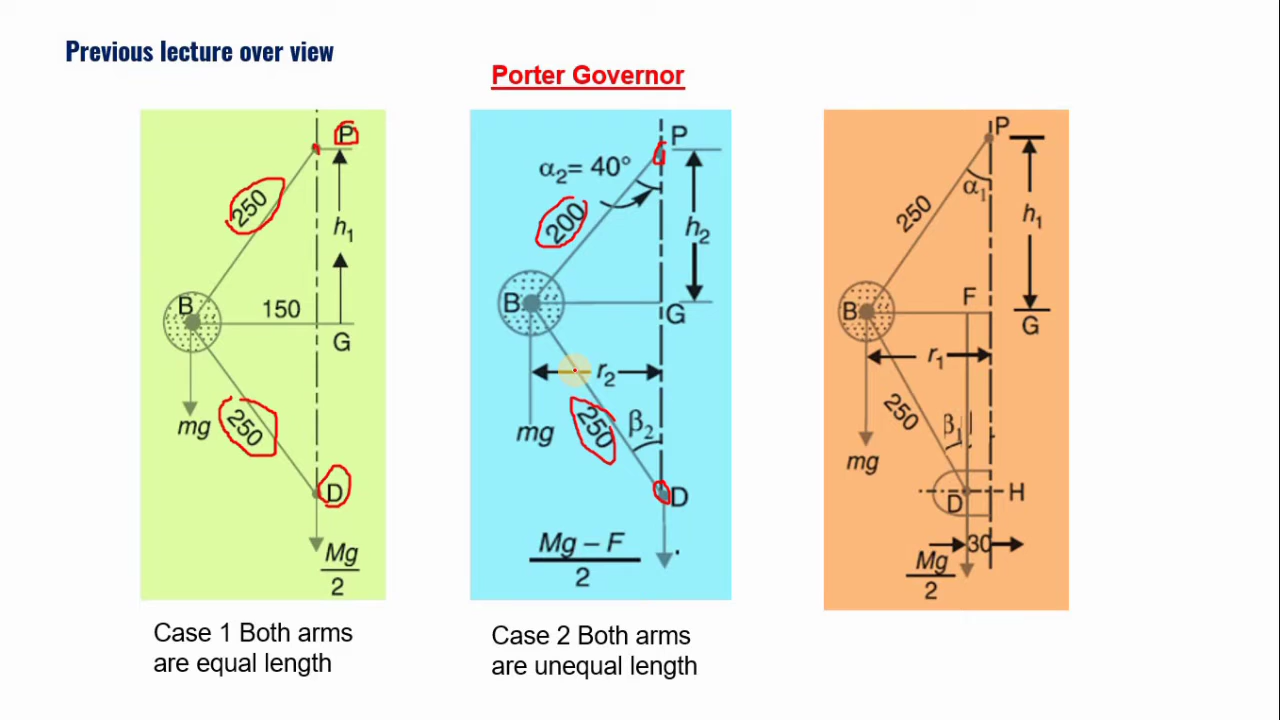 Previous lecture over view
Porter Governor
P
250
h₁
B
150
G
mg
250
D
Mg
2
Case 1 Both arms
are equal length
P
α₂= 40°
200
h₂
B
G
r₂
250
β₂
mg
D
Mg – F
2
Case 2 Both arms
are unequal length
P
α₁
250
h₁
F
B
G
r₁
250
β₁
mg
D
H
30
Mg
2